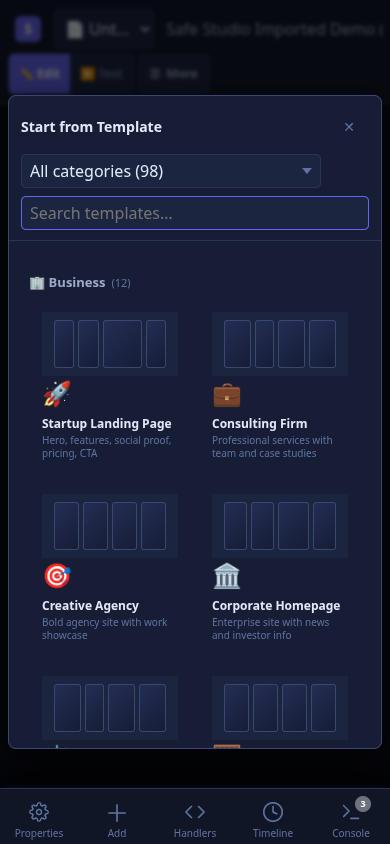 S
Unt...
Safe Studio Imported Demo
Edit
Test
More
Start from Template
×
All categories (98)
Search templates...
Business (12)
Startup Landing Page
Hero, features, social proof,
pricing, CTA
Consulting Firm
Professional services with
team and case studies
Creative Agency
Bold agency site with work
showcase
Corporate Homepage
Enterprise site with news
and investor info
Properties
Add
Handlers
Timeline
3
Console